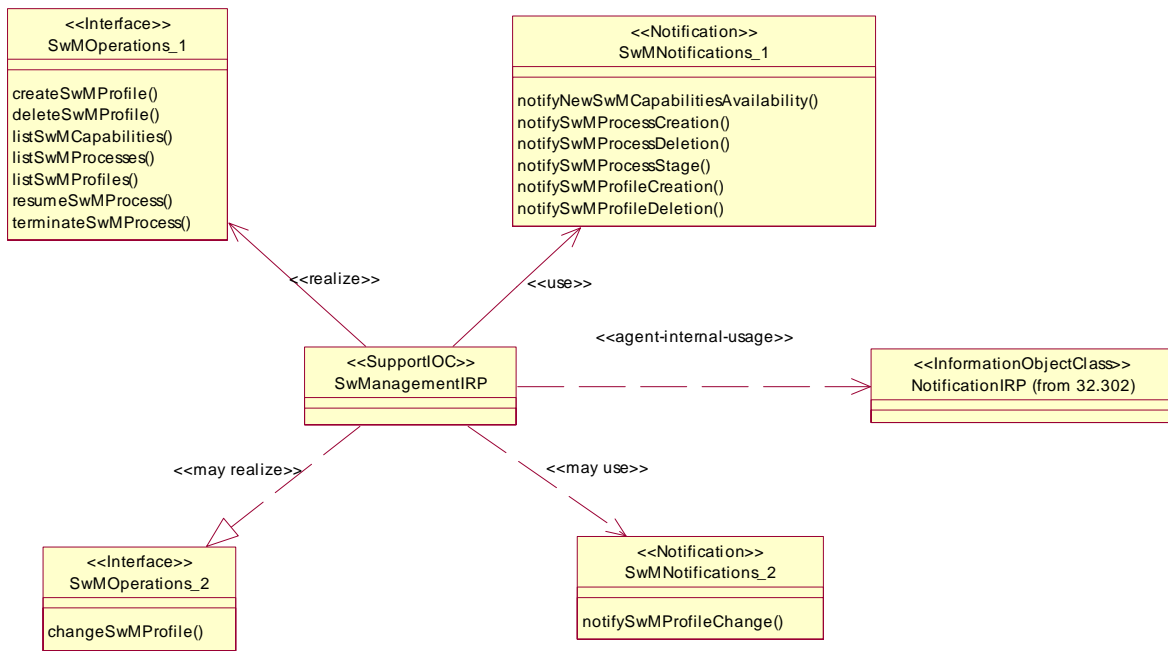 <<Interface>>
SwMOperations_1
createSwMProfile()
deleteSwMProfile()
listSwMCapabilities()
listSwMProcesses()
listSwMProfiles()
resumeSwMProcess()
terminateSwMProcess()
<<Notification>>
SwMNotifications_1
notifyNewSwMCapabilitiesAvailability()
notifySwMProcessCreation()
notifySwMProcessDeletion()
notifySwMProcessStage()
notifySwMProfileCreation()
notifySwMProfileDeletion()
<<realize>>
<<use>>
<<agent-internal-usage>>
<<SupportIOC>>
SwManagementIRP
<<InformationObjectClass>>
NotificationIRP (from 32.302)
<<may realize>>
<<may use>>
<<Interface>>
SwMOperations_2
changeSwMProfile()
<<Notification>>
SwMNotifications_2
notifySwMProfileChange()